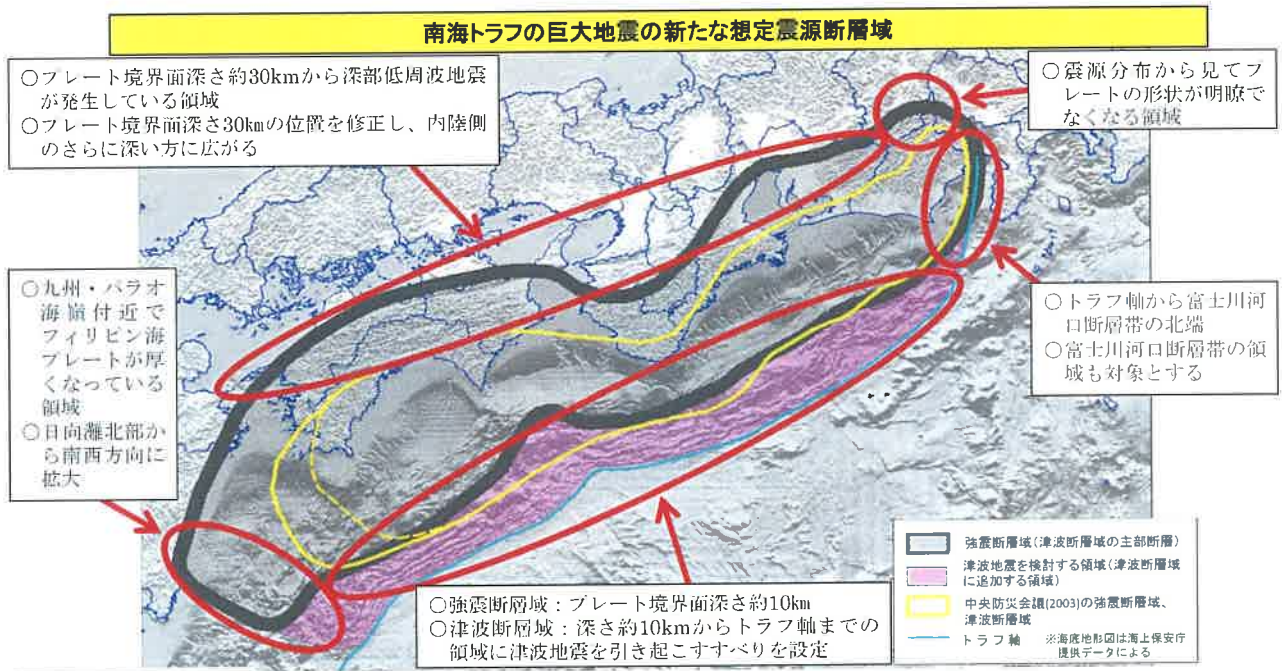 南海トラフの巨大地震の新たな想定震源断層域
○プレート境界面深さ約30kmから深部低周波地震
が発生している領域
○プレート境界面深さ30kmの位置を修正し、内陸側
のさらに深い方に広がる
○震源分布から見てプ
レートの形状が明瞭で
なくなる領域
○九州・パラオ
海嶺付近で
フィリピン海
プレートが厚
くなっている
領域
○日向灘北部か
ら南西方向に
拡大
○トラフ軸から富士川河
口断層帯の北端
○富士川河口断層帯の領
域も対象とする
○強震断層域：プレート境界面深さ約10km
○津波断層域：深さ約10kmからトラフ軸までの
領域に津波地震を引き起こすすべりを設定
強震断層域(津波断層域の主部断層)
津波地震を検討する領域(津波断層域
に追加する領域)
中央防災会議(2003)の強震断層域、
津波断層域
トラフ軸 ※海底地形図は海上保安庁
提供データによる